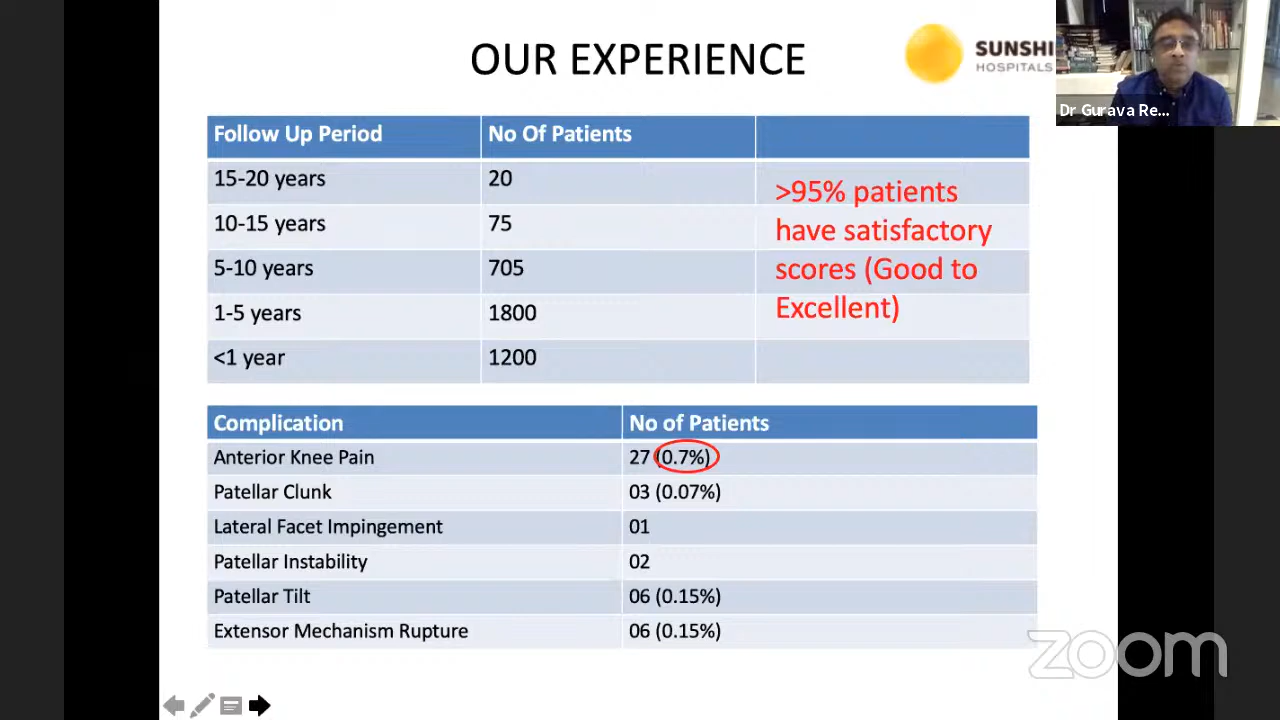 OUR EXPERIENCE
SUNSHI
HOSPITALS
Dr Gurava Re...
Follow Up Period No Of Patients
15-20 years 20
10-15 years 75
5-10 years 705
1-5 years 1800
<1 year 1200
>95% patients
have satisfactory
scores (Good to
Excellent)
Complication No of Patients
Anterior Knee Pain 27 (0.7%)
Patellar Clunk 03 (0.07%)
Lateral Facet Impingement 01
Patellar Instability 02
Patellar Tilt 06 (0.15%)
Extensor Mechanism Rupture 06 (0.15%)
zoom